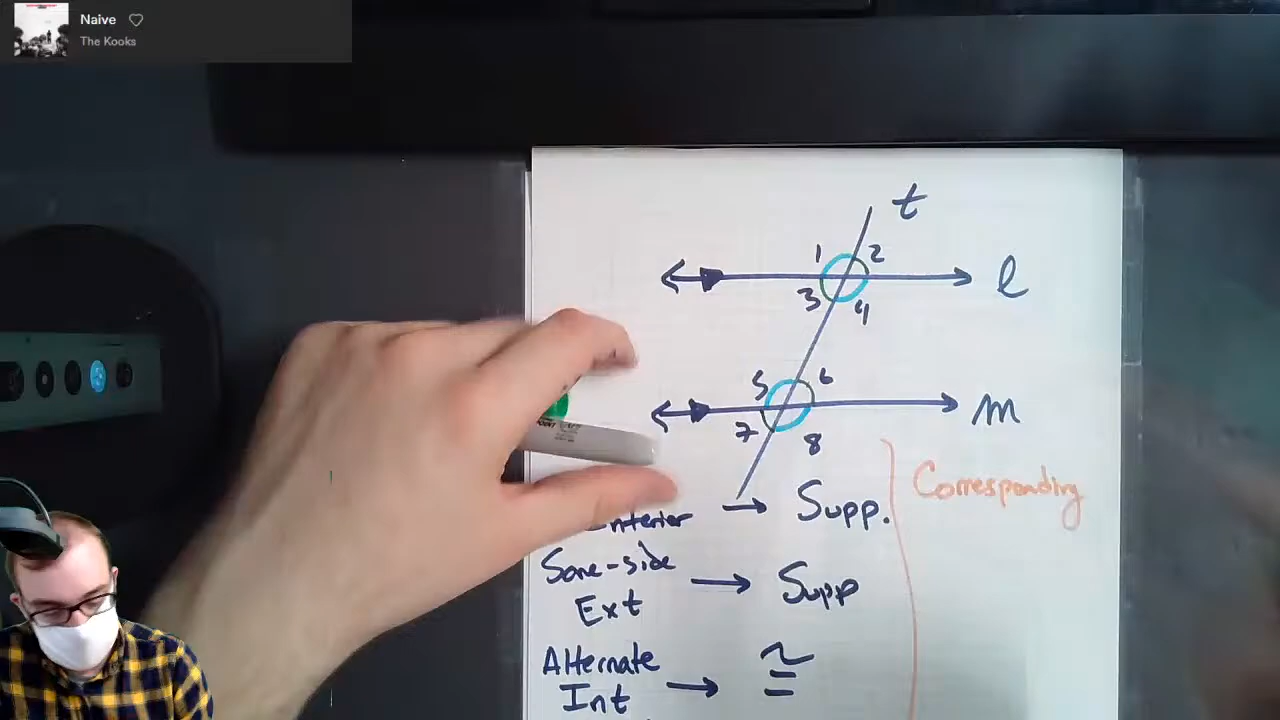 Naive
The Kooks
t
1 2
3 4
l
5 6
7 8
m
Interior → Supp.
Same-side
Ext → Supp
Alternate
Int → ≅
Corresponding